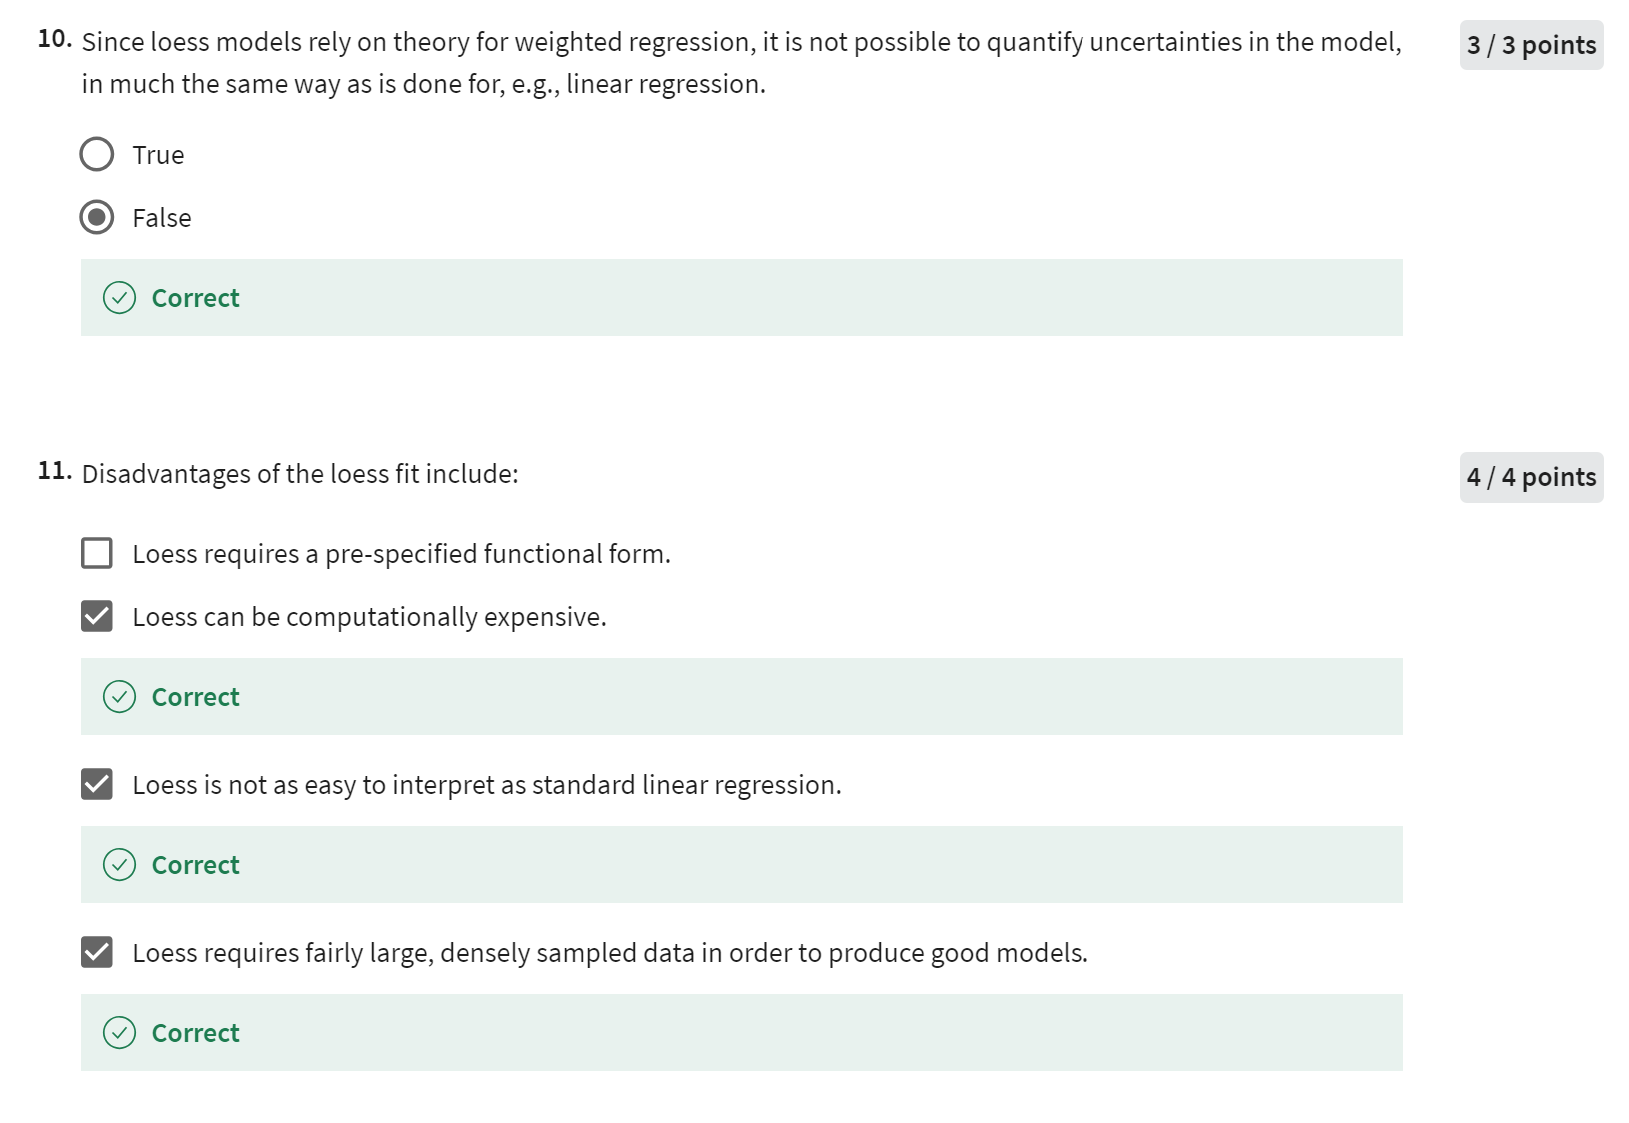 10. Since loess models rely on theory for weighted regression, it is not possible to quantify uncertainties in the model,
in much the same way as is done for, e.g., linear regression.
3 / 3 points
True
False
Correct
11. Disadvantages of the loess fit include:
4 / 4 points
Loess requires a pre-specified functional form.
Loess can be computationally expensive.
Correct
Loess is not as easy to interpret as standard linear regression.
Correct
Loess requires fairly large, densely sampled data in order to produce good models.
Correct